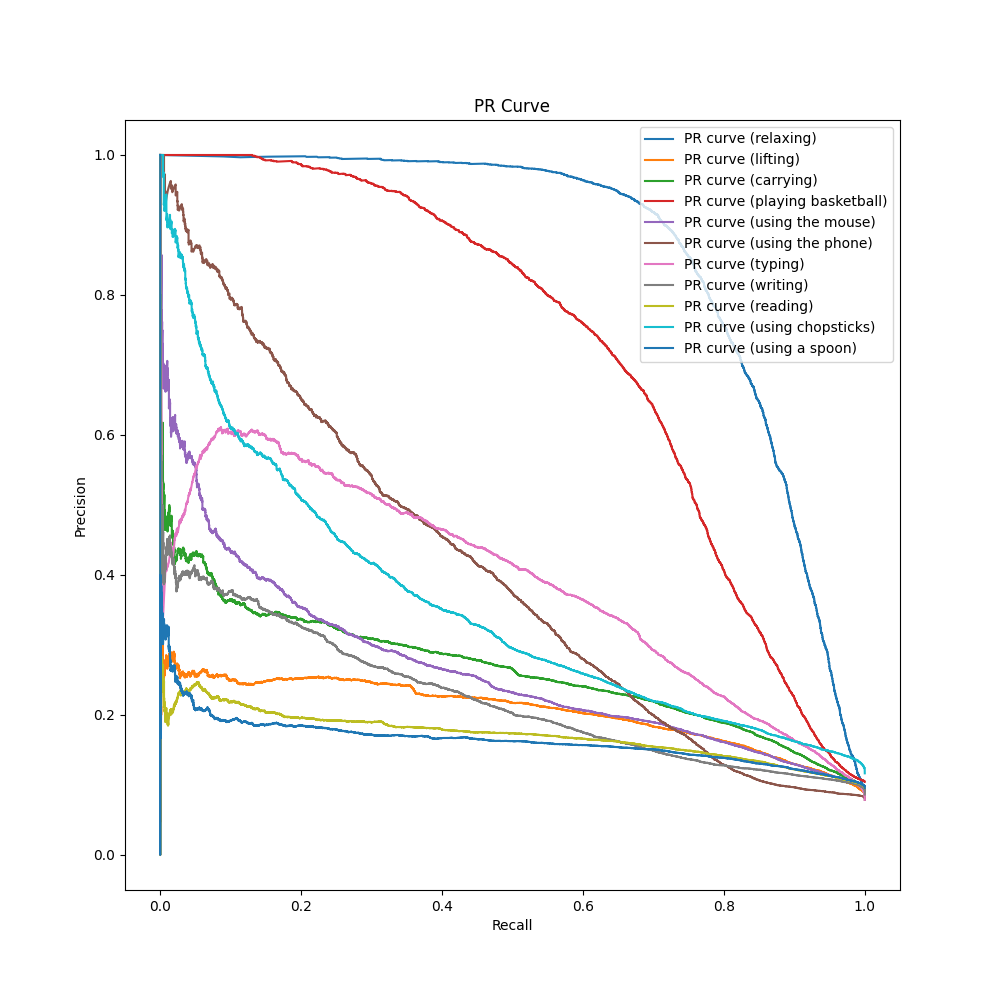 PR Curve
1.0
0.8
0.6
0.4
0.2
0.0
Precision
PR curve (relaxing)
PR curve (lifting)
PR curve (carrying)
PR curve (playing basketball)
PR curve (using the mouse)
PR curve (using the phone)
PR curve (typing)
PR curve (writing)
PR curve (reading)
PR curve (using chopsticks)
PR curve (using a spoon)
0.0 0.2 0.4 0.6 0.8 1.0
Recall